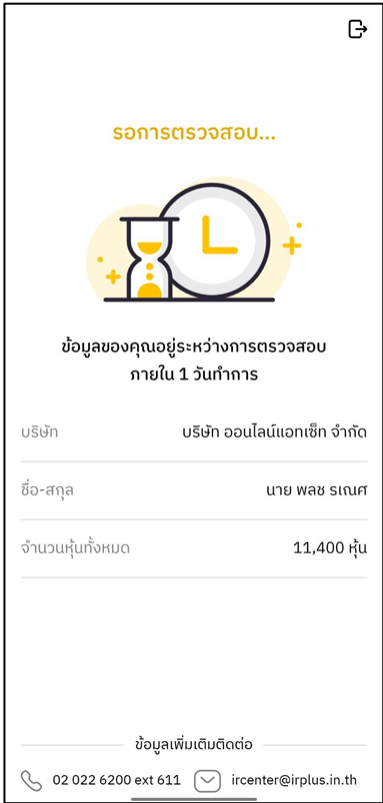 รอการตรวจสอบ...
ข้อมูลของคุณอยู่ระหว่างการตรวจสอบ
ภายใน 1 วันทำการ
บริษัท บริษัท ออนไลน์แอทเซ็ท จำกัด
ชื่อ-สกุล นาย พลช รเณศ
จำนวนหุ้นทั้งหมด 11,400 หุ้น
ข้อมูลเพิ่มเติมติดต่อ
02 022 6200 ext 611 ircenter@irplus.in.th